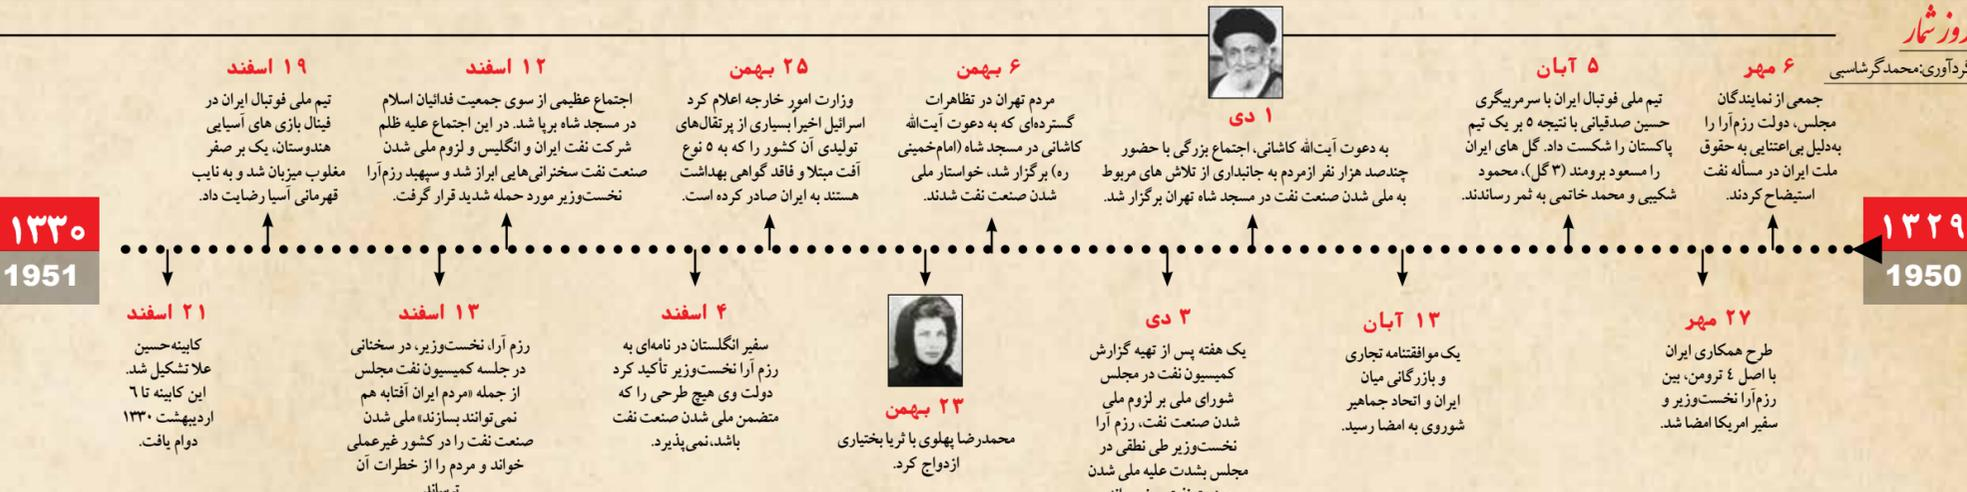 روزشمار
گردآوری:محمدگرشاسبی
۱۳۲۹
1950
۶ مهر
جمعی از نمایندگان
مجلس، دولت رزم‌آرا را
به‌دلیل بی‌اعتنایی به حقوق
ملت ایران در مسأله نفت
استیضاح کردند.
۲۷ مهر
طرح همکاری ایران
با اصل ٤ ترومن، بین
رزم‌آرا نخست‌وزیر و
سفیر امریکا امضا شد.
۵ آبان
تیم ملی فوتبال ایران با سرمربیگری
حسین صدقیانی با نتیجه ۵ بر یک تیم
پاکستان را شکست داد. گل های ایران
را مسعود برومند (۳ گل)، محمود
شکیبی و محمد خاتمی به ثمر رساندند.
۱۳ آبان
یک موافقتنامه تجاری
و بازرگانی میان
ایران و اتحاد جماهیر
شوروی به امضا رسید.
۱ دی
به دعوت آیت‌الله کاشانی، اجتماع بزرگی با حضور
چندصد هزار نفر ازمردم به جانبداری از تلاش های مربوط
به ملی شدن صنعت نفت در مسجد شاه تهران برگزار شد.
۳ دی
یک هفته پس از تهیه گزارش
کمیسیون نفت در مجلس
شورای ملی بر لزوم ملی
شدن صنعت نفت، رزم آرا
نخست‌وزیر طی نطقی در
مجلس بشدت علیه ملی شدن
۶ بهمن
مردم تهران در تظاهرات
گسترده‌ای که به دعوت آیت‌الله
کاشانی در مسجد شاه (امام‌خمینی
ره) برگزار شد، خواستار ملی
شدن صنعت نفت شدند.
۲۳ بهمن
محمدرضا پهلوی با ثریا بختیاری
ازدواج کرد.
۲۵ بهمن
وزارت امور خارجه اعلام کرد
اسرائیل اخیراً بسیاری از پرتقال‌های
تولیدی آن کشور را که به ۵ نوع
آفت مبتلا و فاقد گواهی بهداشت
هستند به ایران صادر کرده است.
۴ اسفند
سفیر انگلستان در نامه‌ای به
رزم آرا نخست‌وزیر تأکید کرد
دولت وی هیچ طرحی را که
متضمن ملی شدن صنعت نفت
باشد،نمی‌پذیرد.
۱۲ اسفند
اجتماع عظیمی از سوی جمعیت فدائیان اسلام
در مسجد شاه برپا شد. در این اجتماع علیه ظلم
شرکت نفت ایران و انگلیس و لزوم ملی شدن
صنعت نفت سخنرانی‌هایی ابراز شد و سپهبد رزم‌آرا
نخست‌وزیر مورد حمله شدید قرار گرفت.
۱۳ اسفند
رزم آرا، نخست‌وزیر، در سخنانی
در جلسه کمیسیون نفت مجلس
از جمله «مردم ایران آفتابه هم
نمی‌توانند بسازند» ملی شدن
صنعت نفت را در کشور غیرعملی
خواند و مردم را از خطرات آن
ترساند.
۱۹ اسفند
تیم ملی فوتبال ایران در
فینال بازی های آسیایی
هندوستان، یک بر صفر
مغلوب میزبان شد و به نایب
قهرمانی آسیا رضایت داد.
۲۱ اسفند
کابینه‌حسین
علا تشکیل شد.
این کابینه تا ٦
اردیبهشت ۱۳۳۰
دوام یافت.
۱۳۳۰
1951